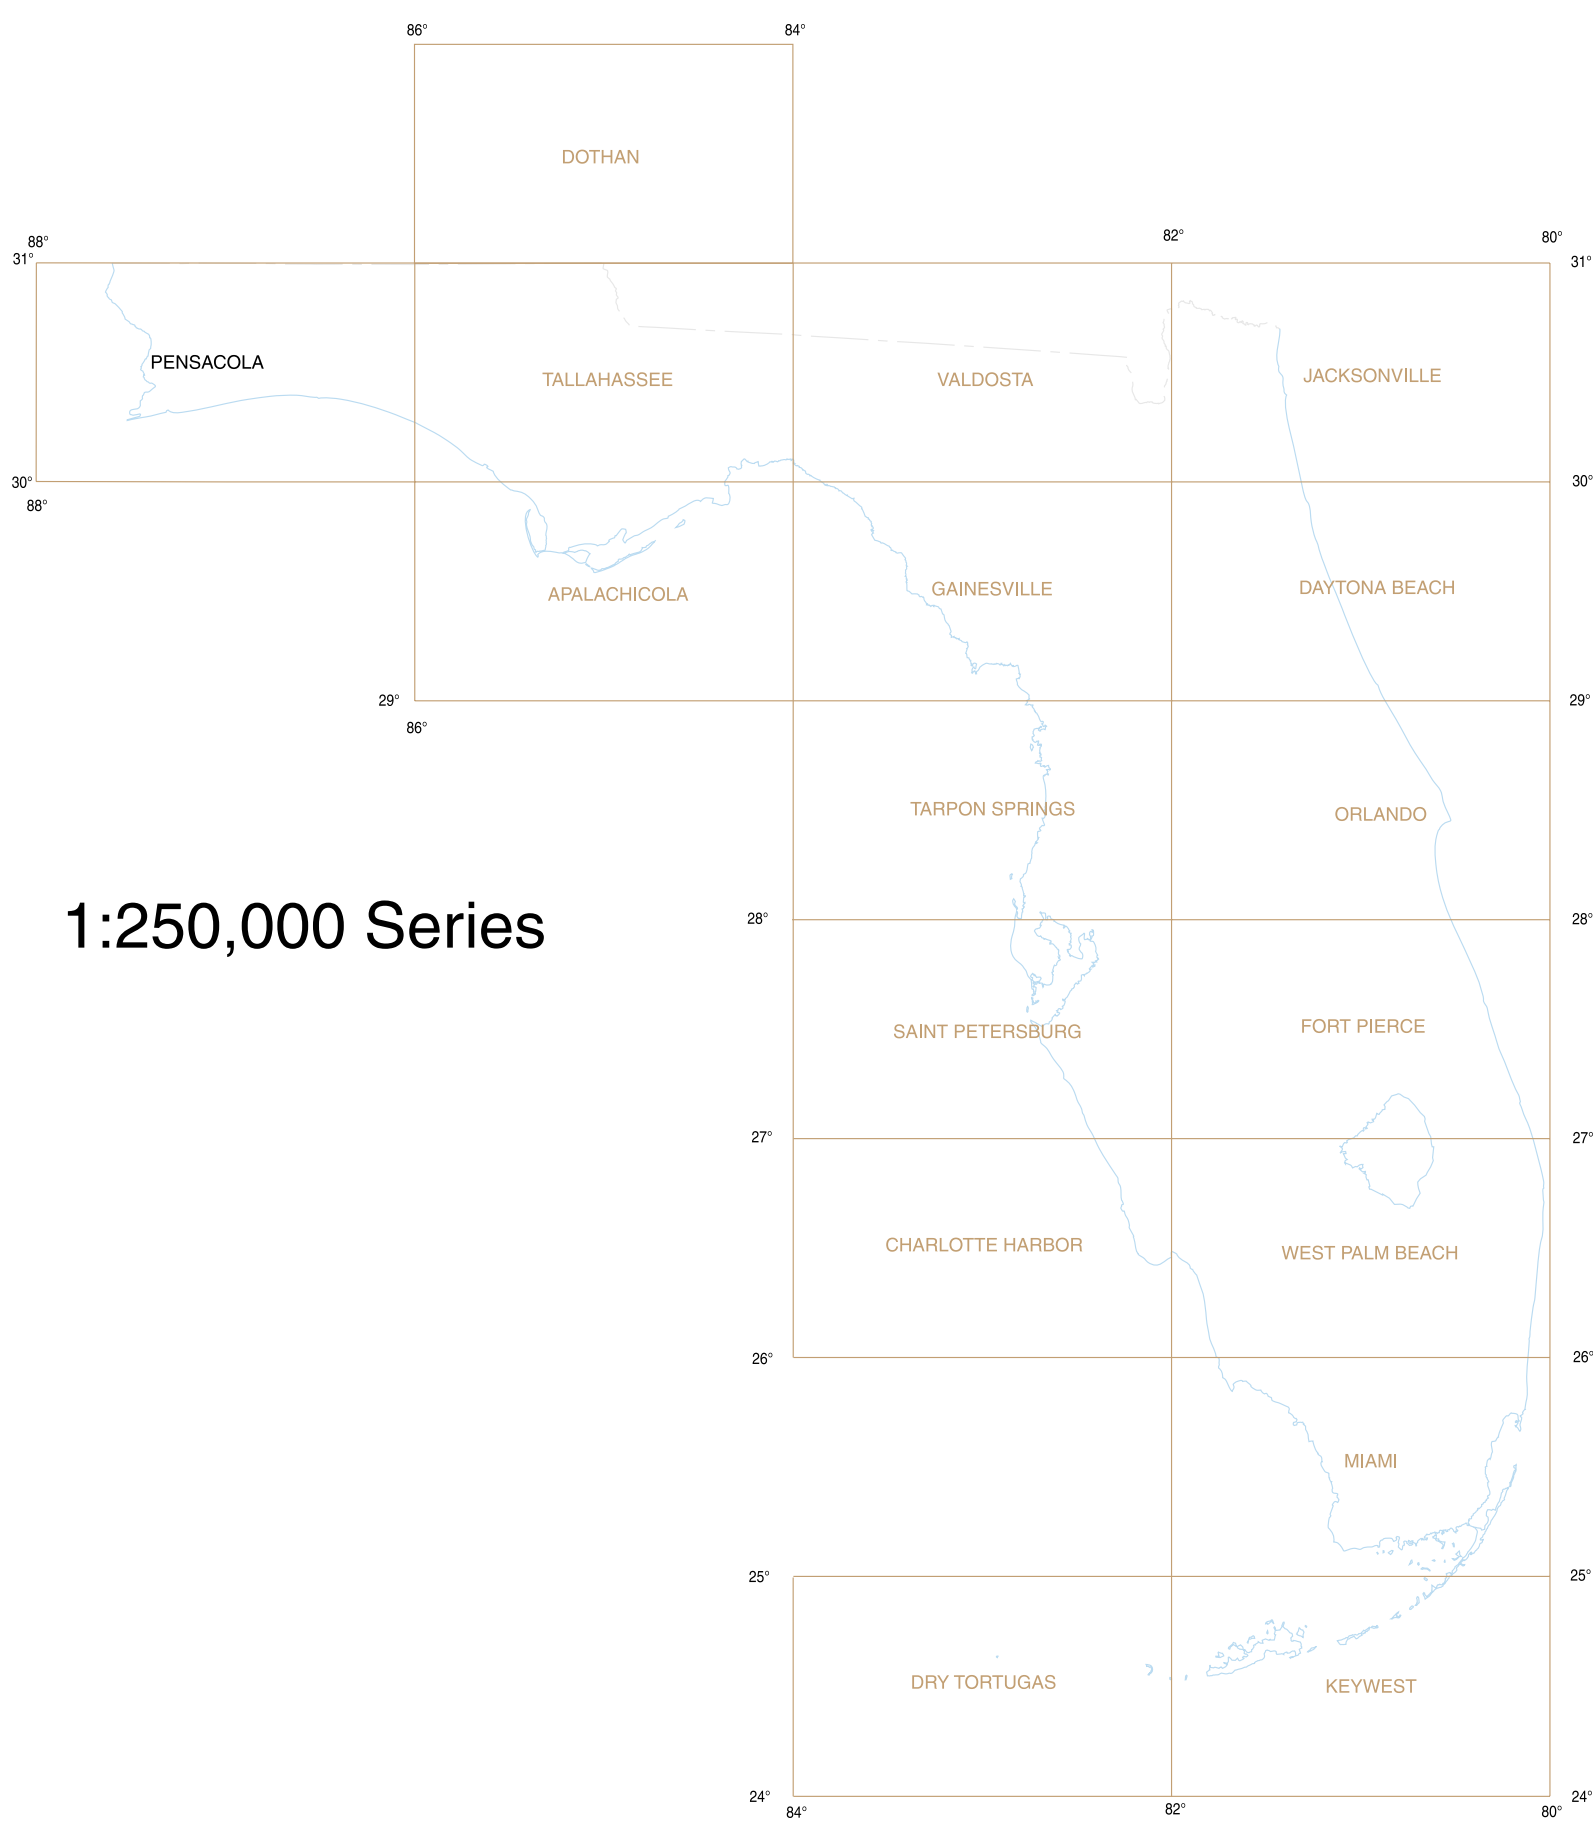 86° 84°
DOTHAN
88° 82° 80°
31° 31°
PENSACOLA TALLAHASSEE VALDOSTA JACKSONVILLE
30° 30°
88°
APALACHICOLA GAINESVILLE DAYTONA BEACH
29° 29°
86°
TARPON SPRINGS ORLANDO
1:250,000 Series
28° 28°
SAINT PETERSBURG FORT PIERCE
27° 27°
CHARLOTTE HARBOR WEST PALM BEACH
26° 26°
MIAMI
25° 25°
DRY TORTUGAS KEYWEST
24° 24°
84° 82° 80°